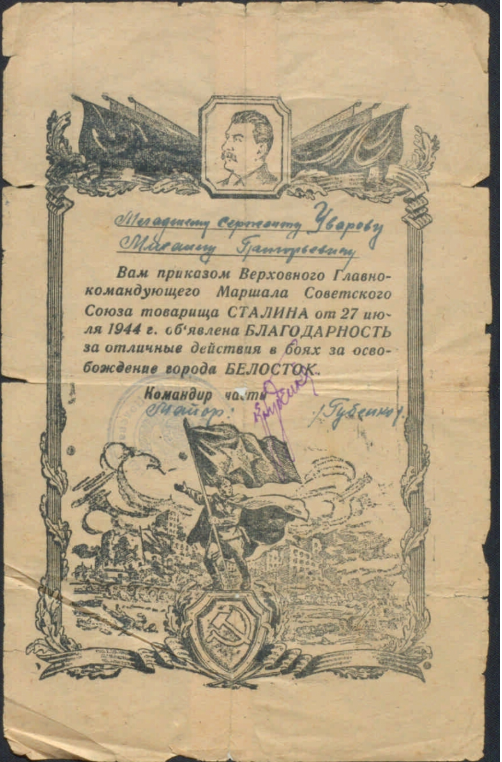 Младшему сержанту Уварову
Михаилу Григорьевичу
Вам приказом Верховного Главно-
командующего Маршала Советского
Союза товарища СТАЛИНА от 27 ию-
ля 1944 г. об'явлена БЛАГОДАРНОСТЬ
за отличные действия в боях за осво-
бождение города БЕЛОСТОК.
Командир части
Майор: /Губенко/